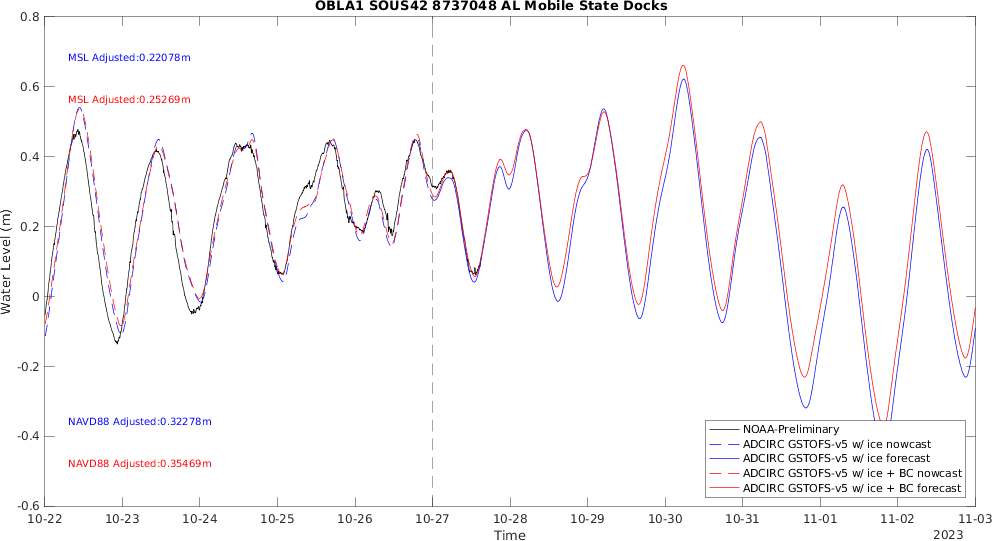 OBLA1 SOUS42 8737048 AL Mobile State Docks
0.8
0.6
0.4
0.2
0
-0.2
-0.4
-0.6
Water Level (m)
MSL Adjusted:0.22078m
MSL Adjusted:0.25269m
NAVD88 Adjusted:0.32278m
NAVD88 Adjusted:0.35469m
NOAA-Preliminary
ADCIRC GSTOFS-v5 w/ ice nowcast
ADCIRC GSTOFS-v5 w/ ice forecast
ADCIRC GSTOFS-v5 w/ ice + BC nowcast
ADCIRC GSTOFS-v5 w/ ice + BC forecast
10-22 10-23 10-24 10-25 10-26 10-27 10-28 10-29 10-30 10-31 11-01 11-02 11-03
Time
2023